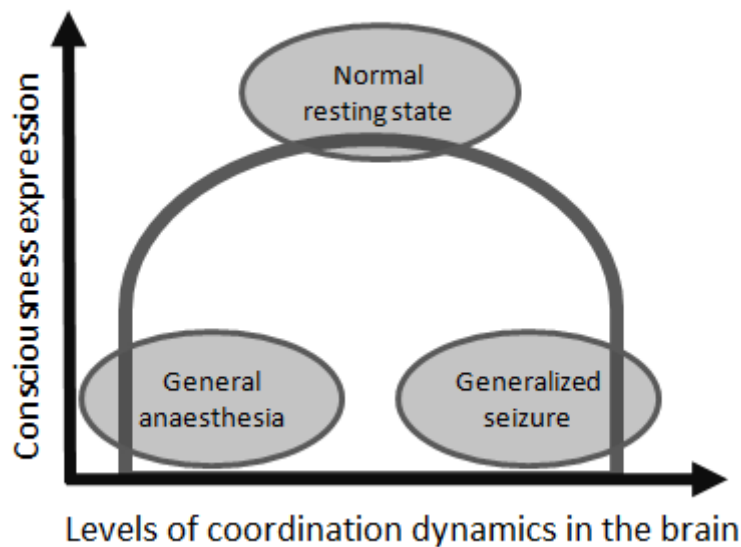 Consciousness expression
Normal
resting state
General
anaesthesia
Generalized
seizure
Levels of coordination dynamics in the brain